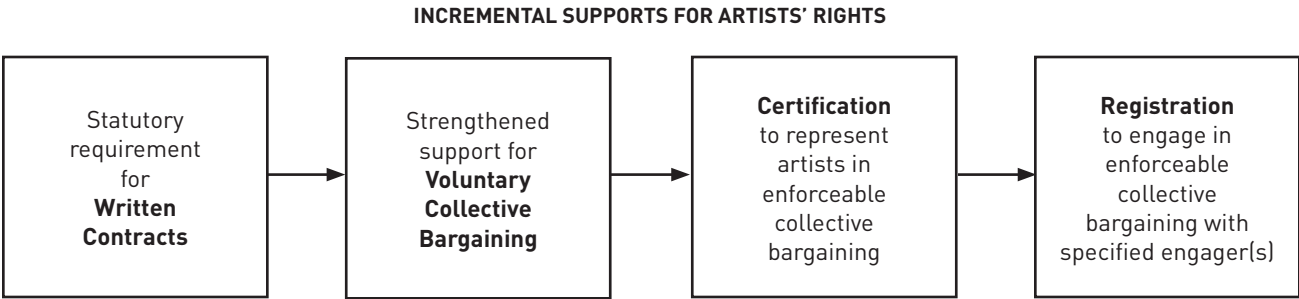 INCREMENTAL SUPPORTS FOR ARTISTS’ RIGHTS
Statutory
requirement
for
Written
Contracts
Strengthened
support for
Voluntary
Collective
Bargaining
Certification
to represent
artists in
enforceable
collective
bargaining
Registration
to engage in
enforceable
collective
bargaining with
specified engager(s)